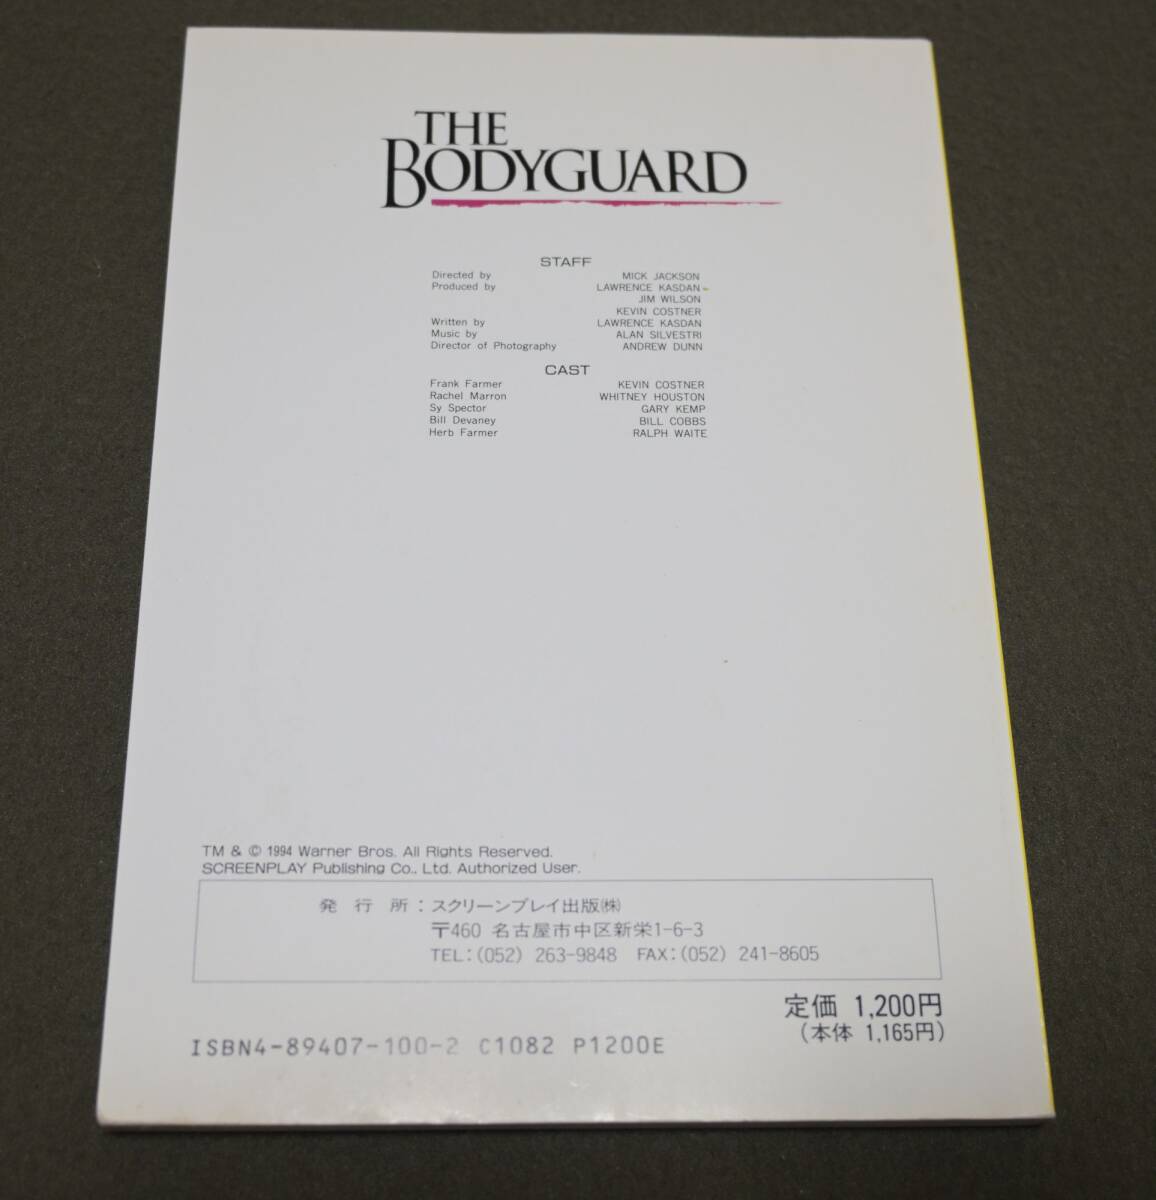 THE
BODYGUARD
STAFF
Directed by MICK JACKSON
Produced by LAWRENCE KASDAN
JIM WILSON
KEVIN COSTNER
Written by LAWRENCE KASDAN
Music by ALAN SILVESTRI
Director of Photography ANDREW DUNN
CAST
Frank Farmer KEVIN COSTNER
Rachel Marron WHITNEY HOUSTON
Sy Spector GARY KEMP
Bill Devaney BILL COBBS
Herb Farmer RALPH WAITE
TM & © 1994 Warner Bros. All Rights Reserved.
SCREENPLAY Publishing Co., Ltd. Authorized User.
発行所：スクリーンプレイ出版㈱
〒460 名古屋市中区新栄1-6-3
TEL：(052) 263-9848 FAX：(052) 241-8605
定価 1,200円
(本体 1,165円)
ISBN4-89407-100-2 C1082 P1200E